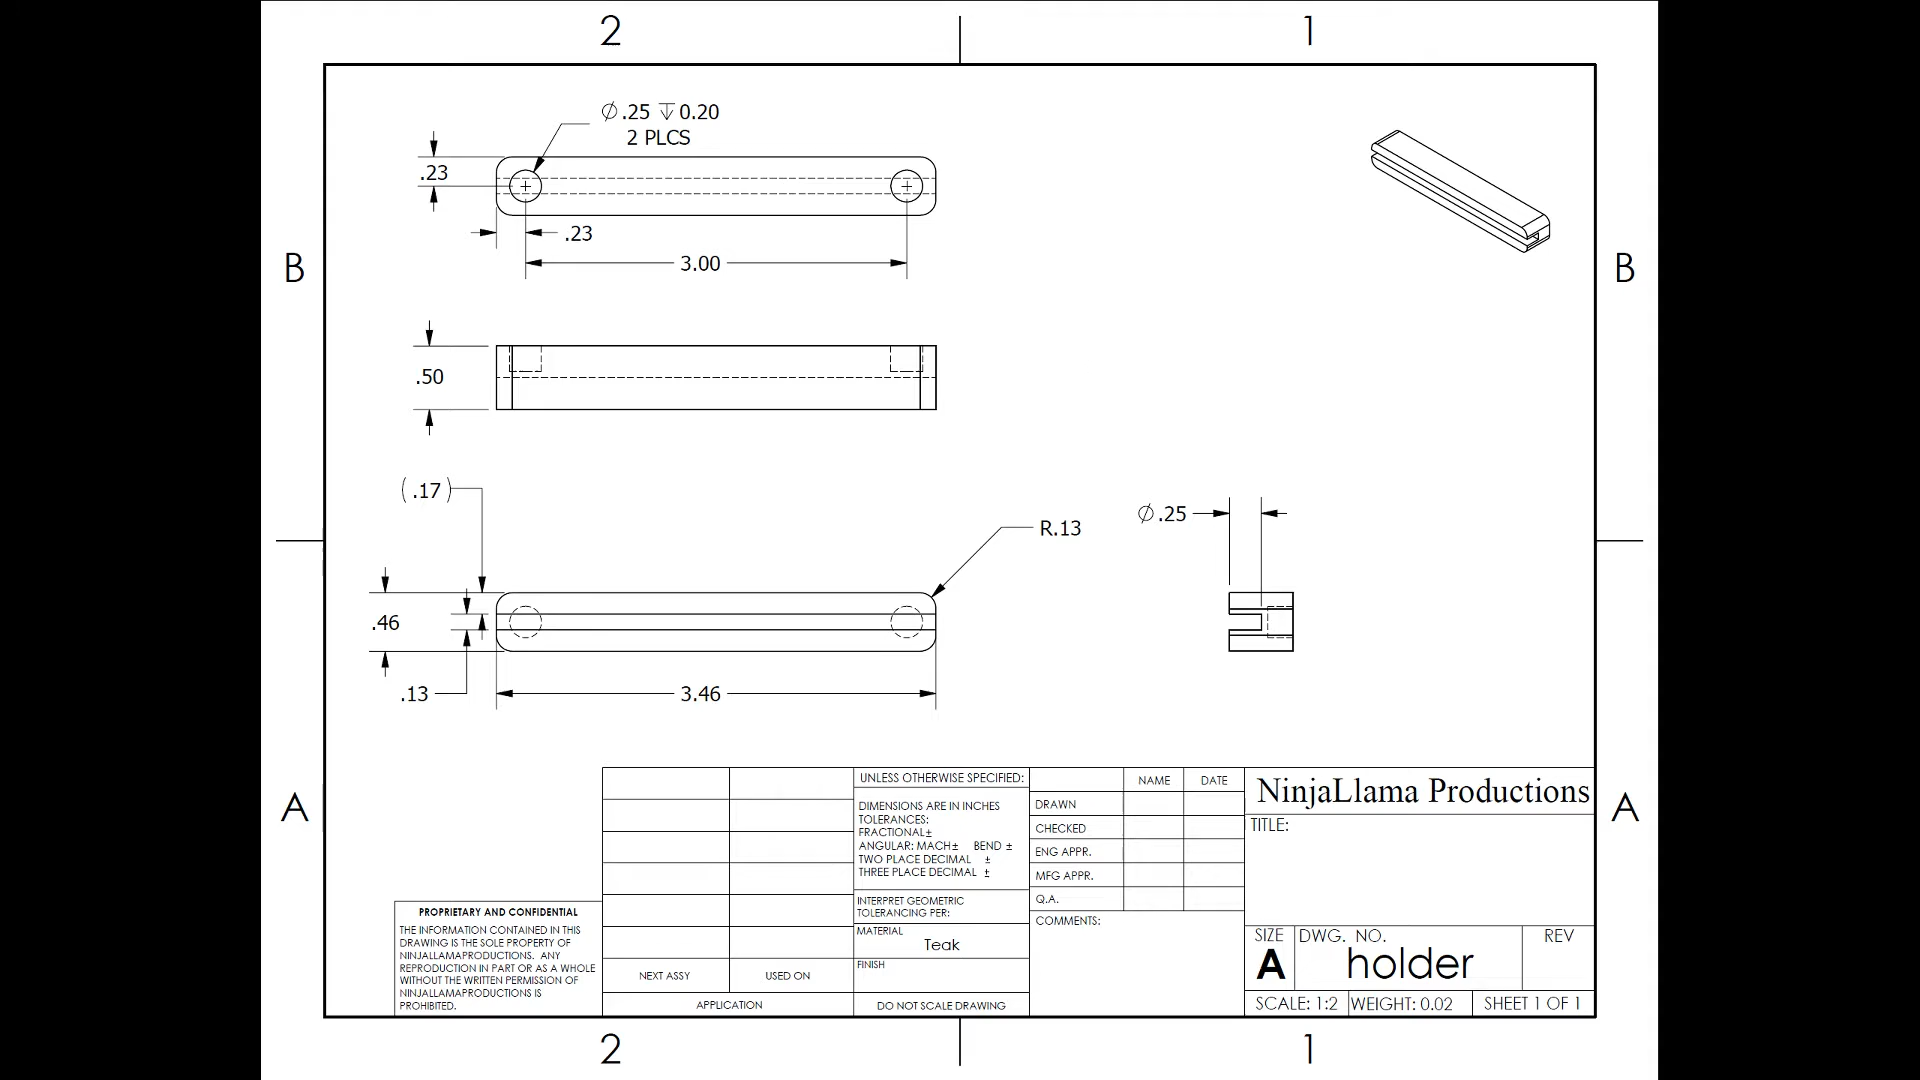 2 1
⌀.25 ↧0.20
2 PLCS
.23
.23
3.00
B B
.50
(.17)
R.13
⌀.25
.46
.13
3.46
A A
UNLESS OTHERWISE SPECIFIED:
DIMENSIONS ARE IN INCHES
TOLERANCES:
FRACTIONAL±
ANGULAR: MACH± BEND ±
TWO PLACE DECIMAL ±
THREE PLACE DECIMAL ±
INTERPRET GEOMETRIC
TOLERANCING PER:
MATERIAL
Teak
FINISH
DO NOT SCALE DRAWING
NAME DATE
DRAWN
CHECKED
ENG APPR.
MFG APPR.
Q.A.
COMMENTS:
NinjaLlama Productions
TITLE:
SIZE DWG. NO. REV
A holder
SCALE: 1:2 WEIGHT: 0.02 SHEET 1 OF 1
PROPRIETARY AND CONFIDENTIAL
THE INFORMATION CONTAINED IN THIS
DRAWING IS THE SOLE PROPERTY OF
NINJALLAMAPRODUCTIONS. ANY
REPRODUCTION IN PART OR AS A WHOLE
WITHOUT THE WRITTEN PERMISSION OF
NINJALLAMAPRODUCTIONS IS
PROHIBITED.
NEXT ASSY USED ON
APPLICATION
2 1